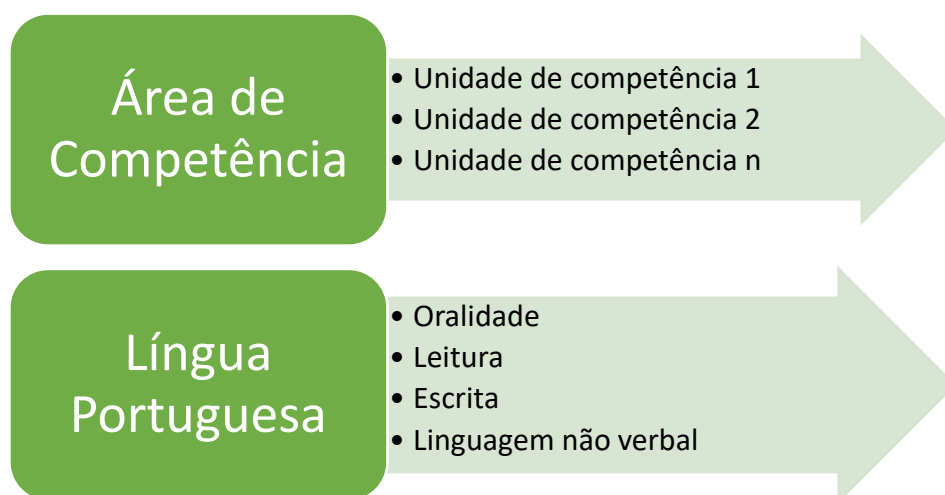 Área de
Competência
• Unidade de competência 1
• Unidade de competência 2
• Unidade de competência n
Língua
Portuguesa
• Oralidade
• Leitura
• Escrita
• Linguagem não verbal